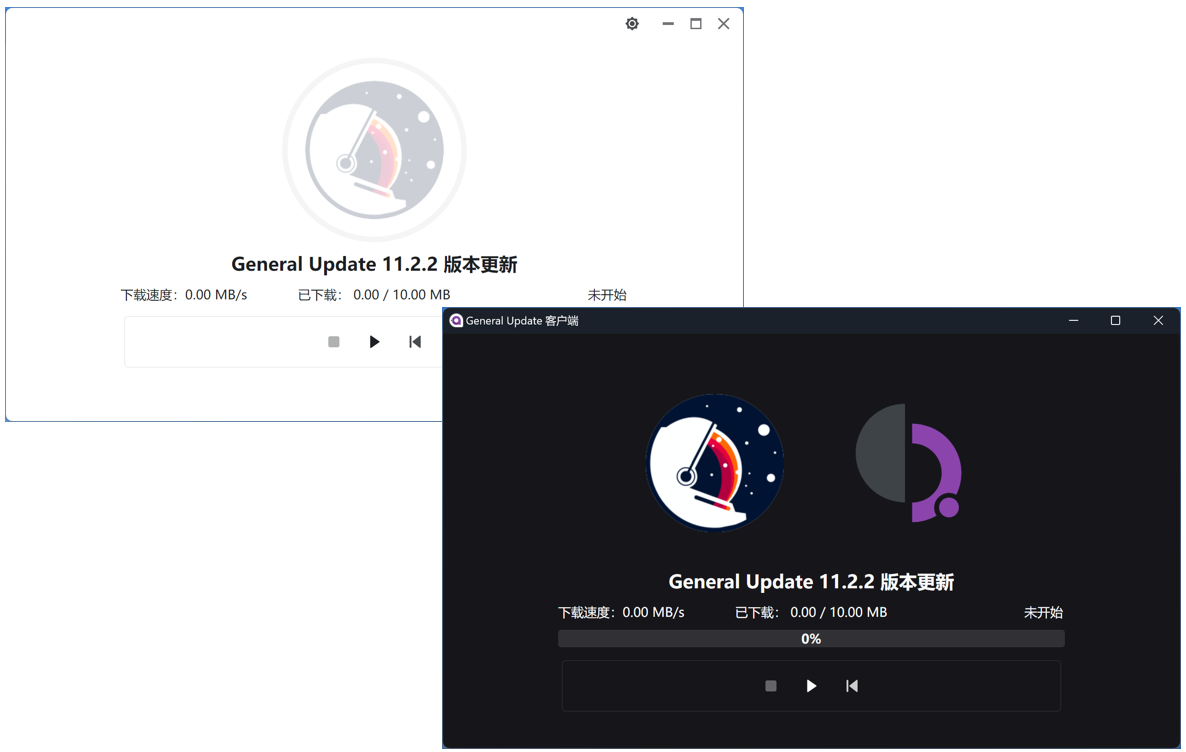 General Update 11.2.2 版本更新
下载速度：0.00 MB/s 已下载： 0.00 / 10.00 MB 未开始
General Update 客户端
General Update 11.2.2 版本更新
下载速度：0.00 MB/s 已下载： 0.00 / 10.00 MB 未开始
0%